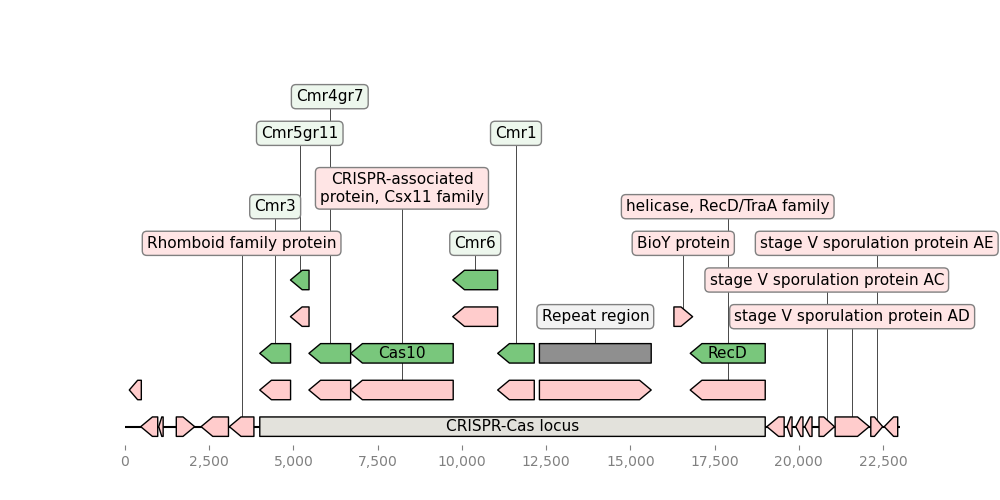 Cmr4gr7
Cmr5gr11
Cmr1
CRISPR-associated
protein, Csx11 family
Cmr3
helicase, RecD/TraA family
Rhomboid family protein
Cmr6
BioY protein
stage V sporulation protein AE
stage V sporulation protein AC
Repeat region
stage V sporulation protein AD
Cas10
RecD
CRISPR-Cas locus
0
2,500
5,000
7,500
10,000
12,500
15,000
17,500
20,000
22,500